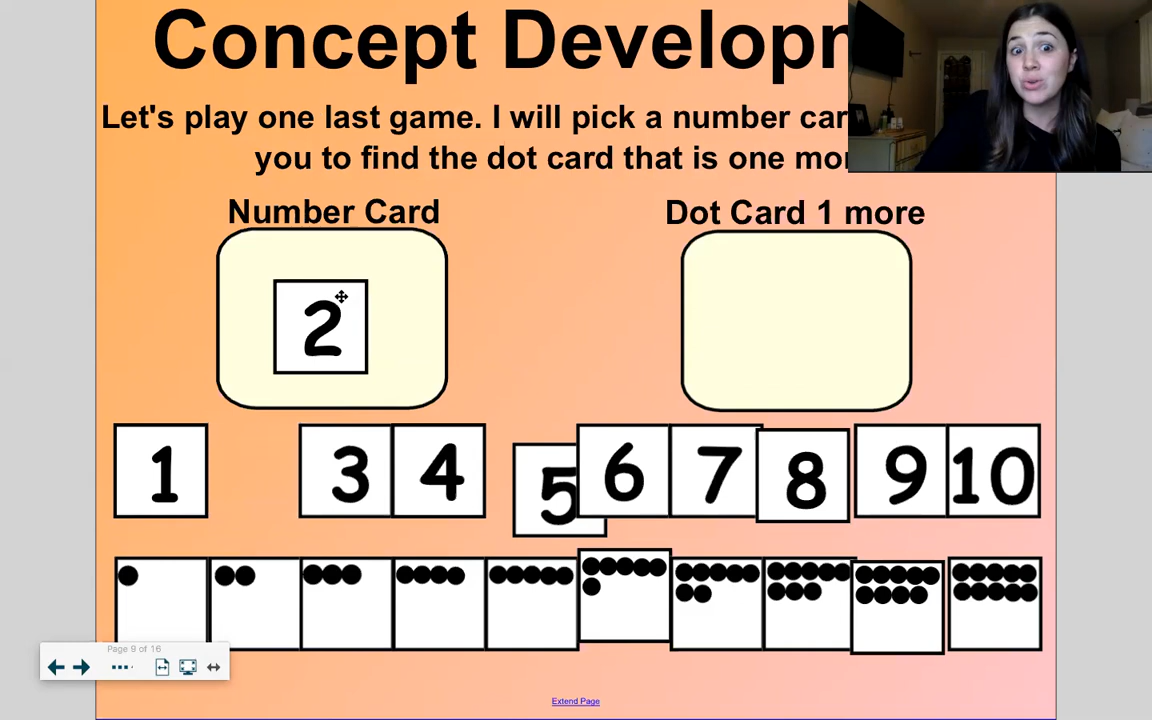 Concept Developm
Let's play one last game. I will pick a number car
you to find the dot card that is one mor
Number Card
Dot Card 1 more
2
1 3 4 5 6 7 8 9 10
Page 9 of 16
Extend Page